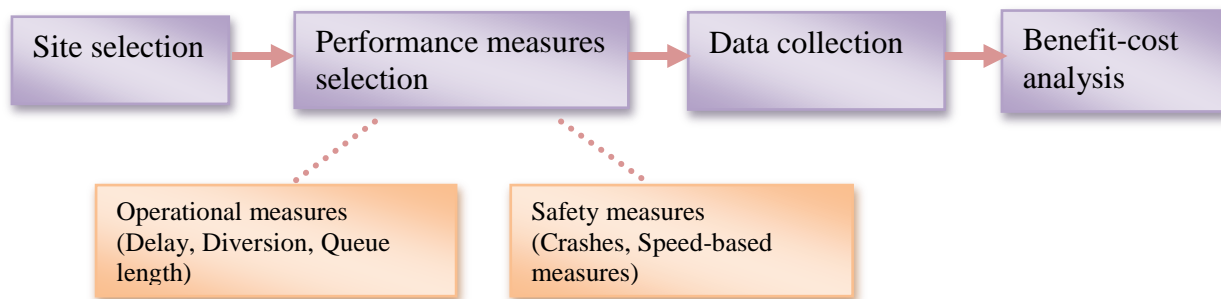 Site selection
Performance measures
selection
Data collection
Benefit-cost
analysis
Operational measures
(Delay, Diversion, Queue
length)
Safety measures
(Crashes, Speed-based
measures)